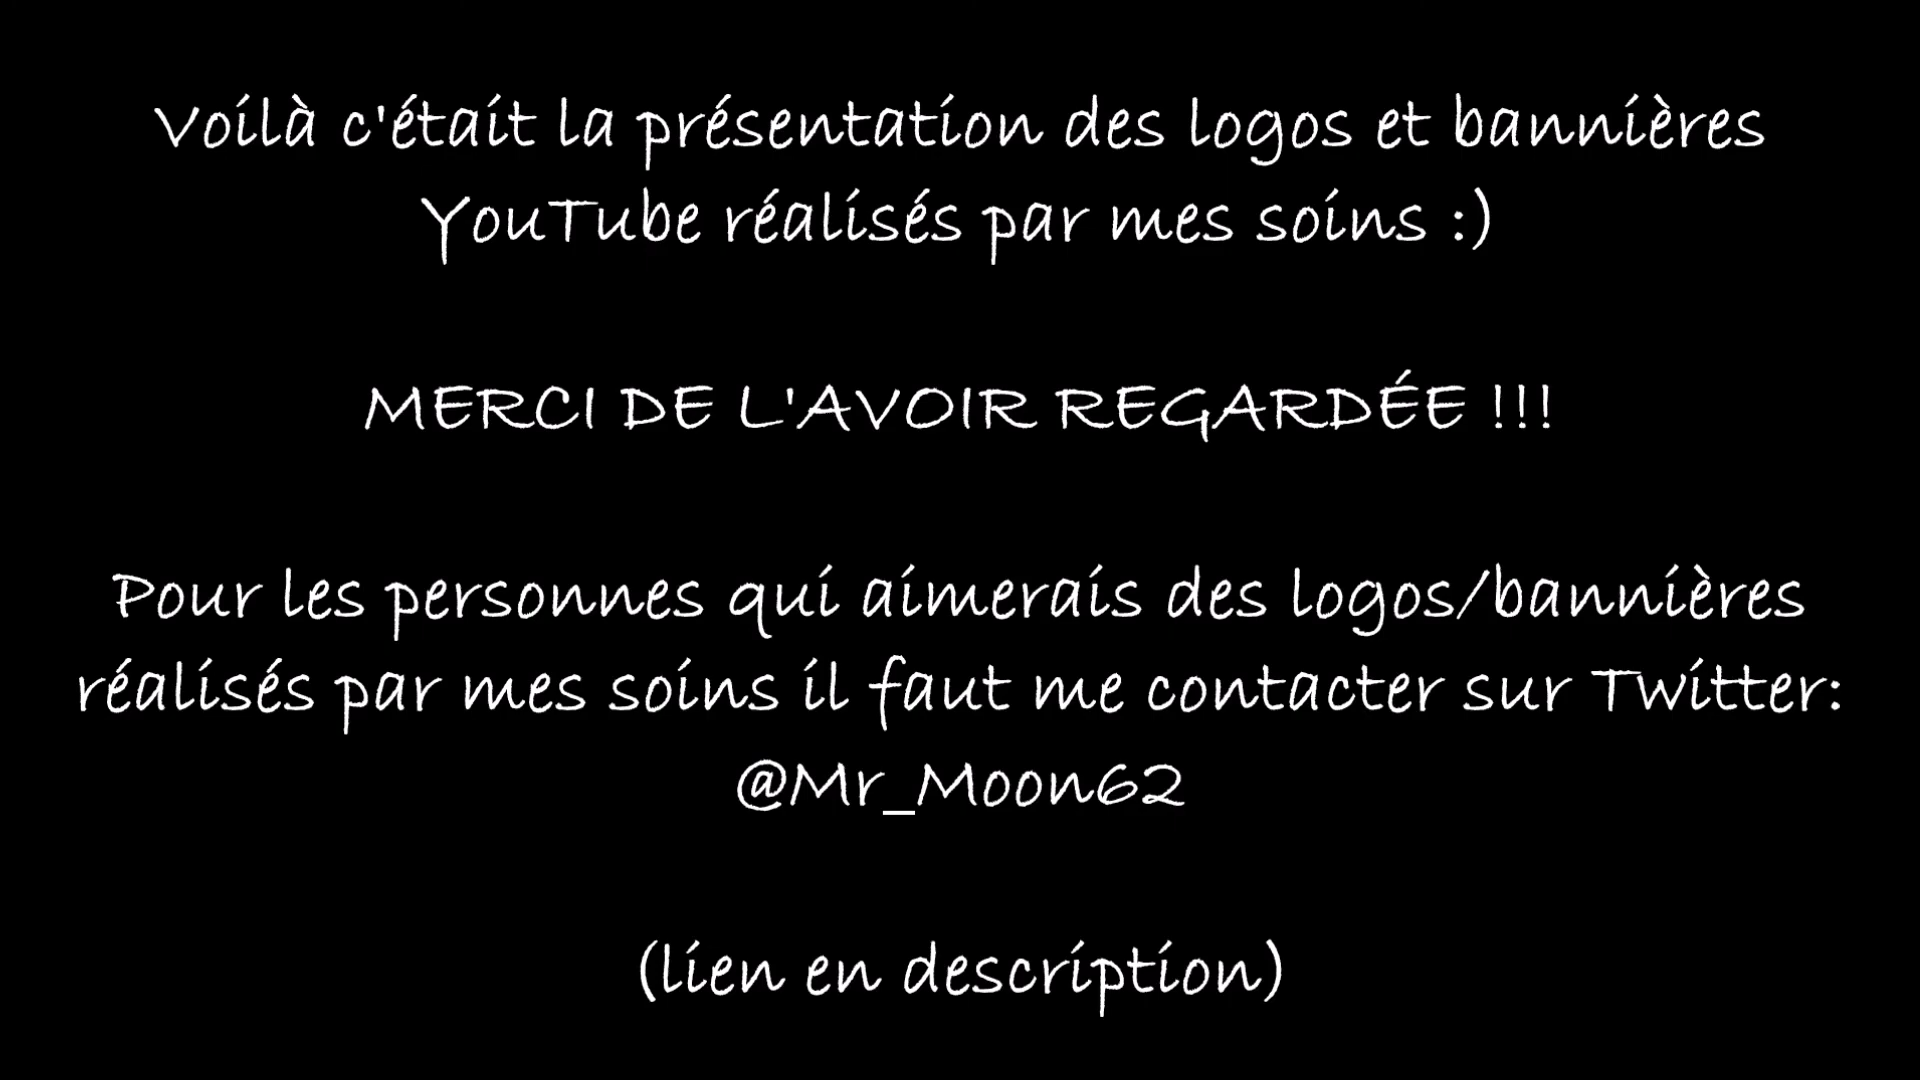 Voilà c'était la présentation des logos et bannières
YouTube réalisés par mes soins :)
MERCI DE L'AVOIR REGARDÉE !!!
Pour les personnes qui aimerais des logos/bannières
réalisés par mes soins il faut me contacter sur Twitter:
@Mr_Moon62
(lien en description)